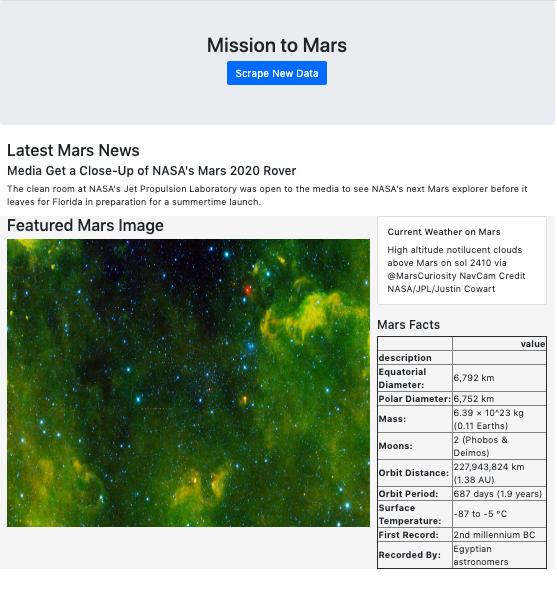 Mission to Mars
Scrape New Data
Latest Mars News
Media Get a Close-Up of NASA's Mars 2020 Rover
The clean room at NASA's Jet Propulsion Laboratory was open to the media to see NASA's next Mars explorer before it
leaves for Florida in preparation for a summertime launch.
Featured Mars Image
Current Weather on Mars
High altitude notilucent clouds
above Mars on sol 2410 via
@MarsCuriosity NavCam Credit
NASA/JPL/Justin Cowart
Mars Facts
value
description
Equatorial
Diameter:
6,792 km
Polar Diameter: 6,752 km
Mass:
6.39 × 10^23 kg
(0.11 Earths)
Moons:
2 (Phobos &
Deimos)
Orbit Distance:
227,943,824 km
(1.38 AU)
Orbit Period: 687 days (1.9 years)
Surface
Temperature:
-87 to -5 °C
First Record: 2nd millennium BC
Recorded By:
Egyptian
astronomers